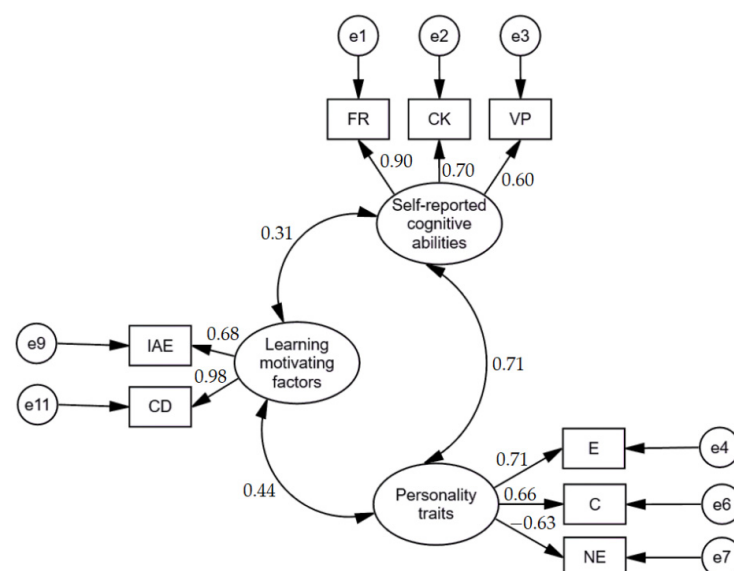 e1 e2 e3
FR CK VP
0.90 0.70 0.60
Self-reported
cognitive
abilities
0.31
e9 IAE 0.68
Learning
motivating
factors
e11 CD 0.98
0.71
0.44
Personality
traits
0.71 E e4
0.66 C e6
−0.63 NE e7